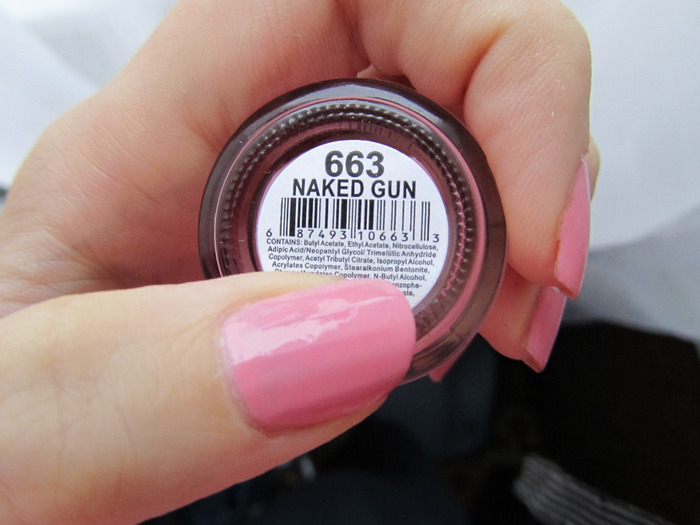 663
NAKED GUN
6 87493 10663 3
CONTAINS: Butyl Acetate, Ethyl Acetate, Nitrocellulose,
Adipic Acid/Neopentyl Glycol/ Trimellitic Anhydride
Copolymer, Acetyl Tributyl Citrate, Isopropyl Alcohol,
Acrylates Copolymer, Stearalkonium Bentonite,
Copolymer, N-Butyl Alcohol,